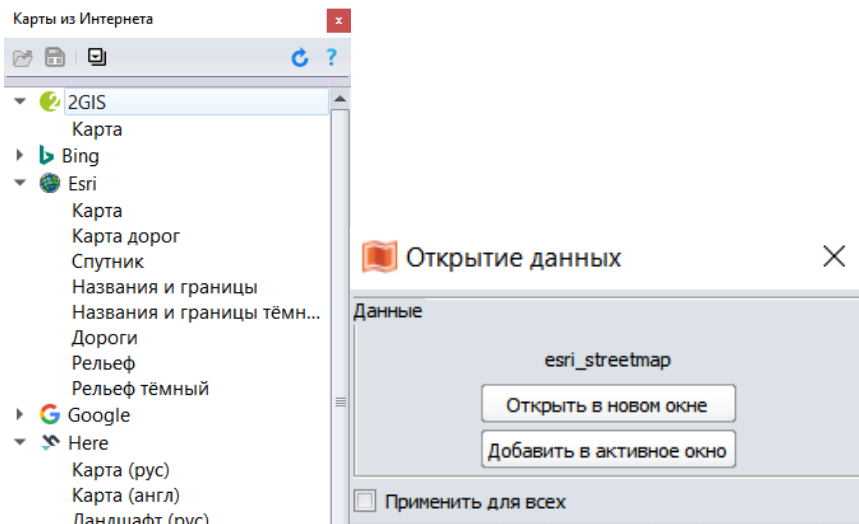 Карты из Интернета
x
?
2GIS
Карта
Bing
Esri
Карта
Карта дорог
Спутник
Названия и границы
Названия и границы тёмн...
Дороги
Рельеф
Рельеф тёмный
Google
Here
Карта (рус)
Карта (англ)
Ландшафт (рус)
Открытие данных
Данные
esri_streetmap
Открыть в новом окне
Добавить в активное окно
Применить для всех